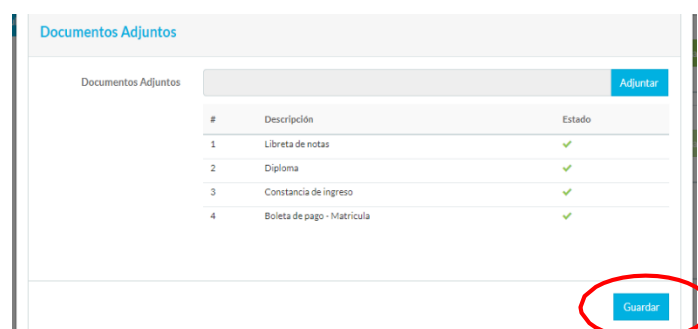 Documentos Adjuntos
Documentos Adjuntos Adjuntar
# Descripción Estado
1 Libreta de notas
2 Diploma
3 Constancia de ingreso
4 Boleta de pago - Matrícula
Guardar